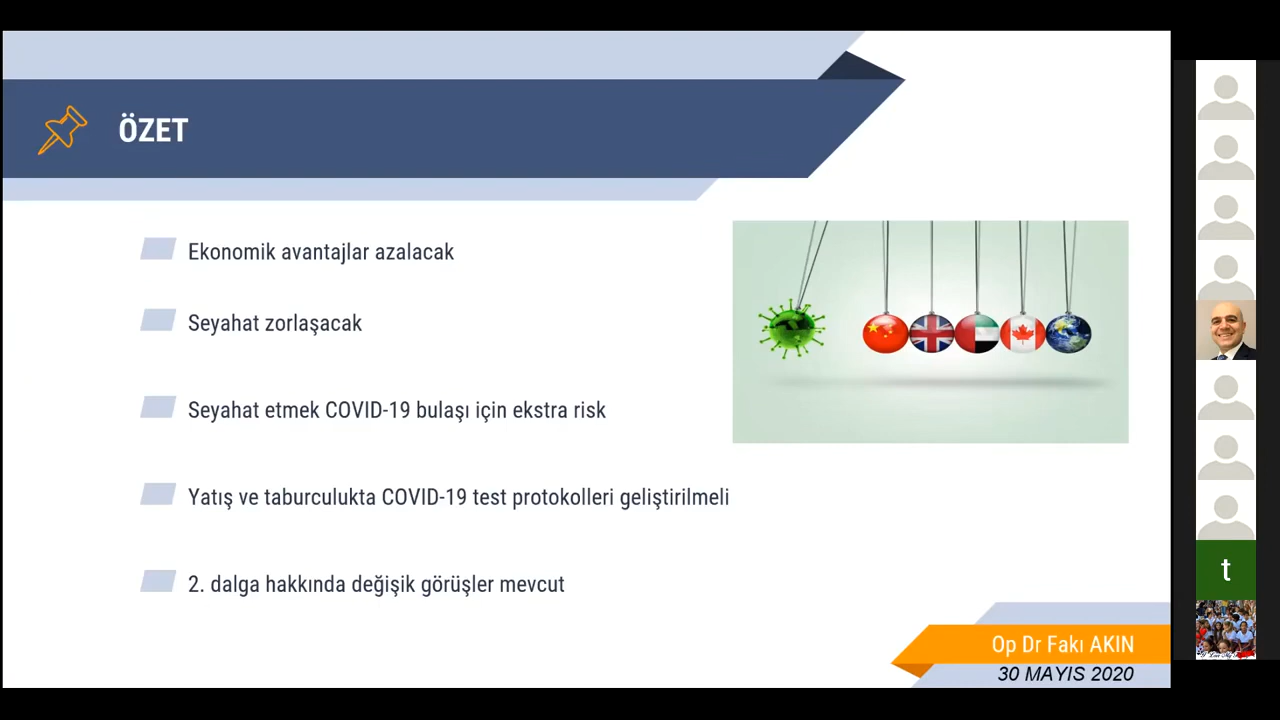 ÖZET
Ekonomik avantajlar azalacak
Seyahat zorlaşacak
Seyahat etmek COVID-19 bulaşı için ekstra risk
Yatış ve taburculukta COVID-19 test protokolleri geliştirilmeli
2. dalga hakkında değişik görüşler mevcut
Op Dr Fakı AKIN
30 MAYIS 2020
t